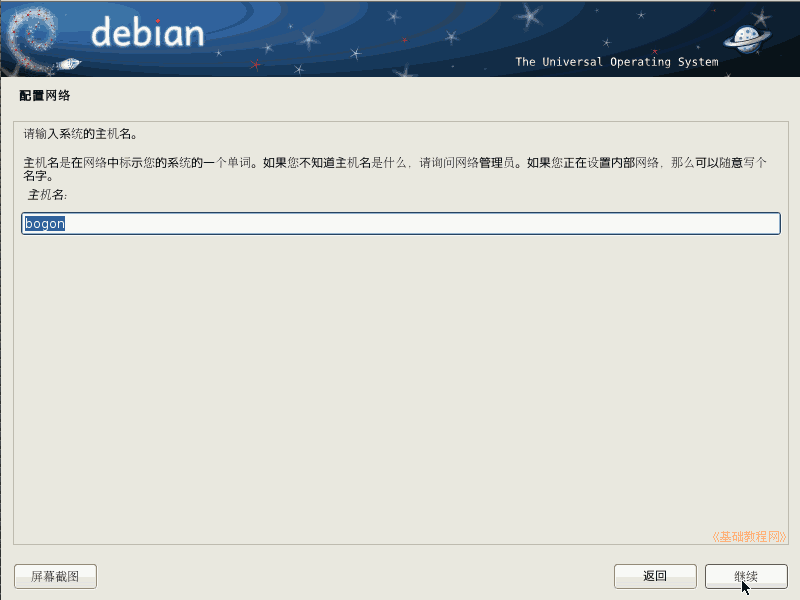 debian
The Universal Operating System
配置网络
请输入系统的主机名。
主机名是在网络中标示您的系统的一个单词。如果您不知道主机名是什么，请询问网络管理员。如果您正在设置内部网络，那么可以随意写个
名字。
主机名:
bogon
《基础教程网》
屏幕截图
返回
继续